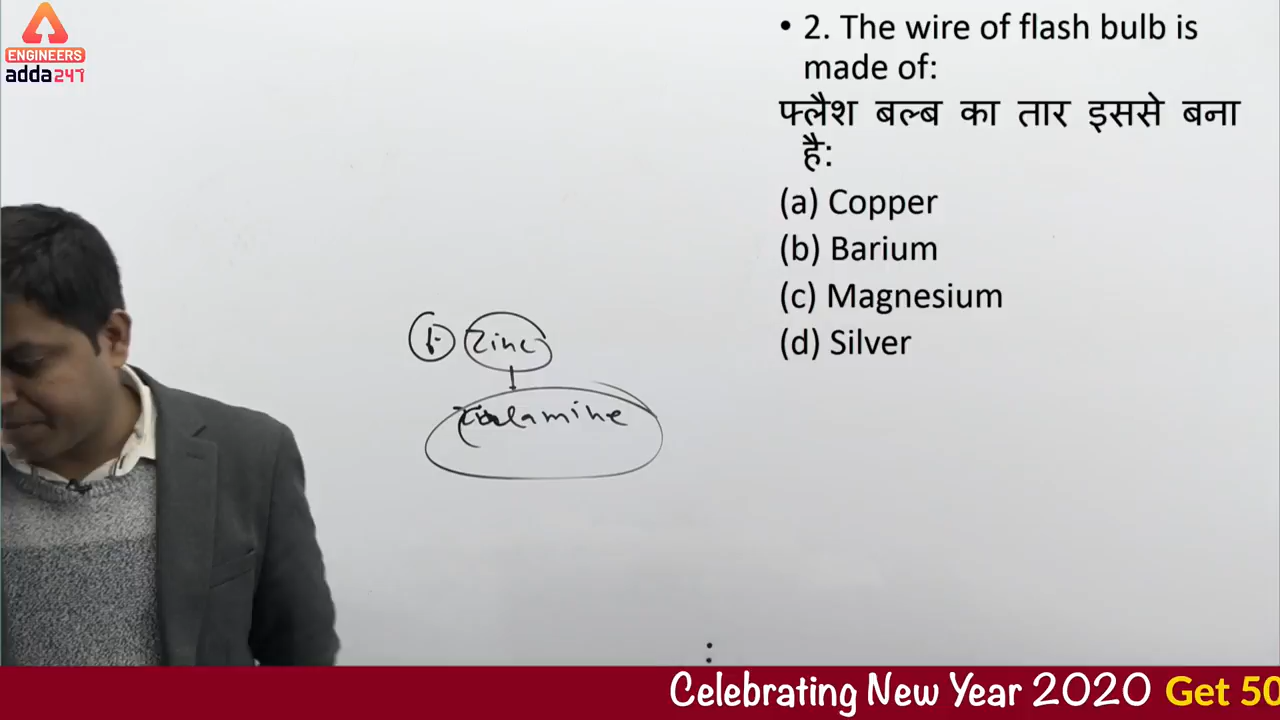 ENGINEERS
adda247
• 2. The wire of flash bulb is
made of:
फ्लैश बल्ब का तार इससे बना
है:
(a) Copper
(b) Barium
(c) Magnesium
(d) Silver
Zinc
Calamine
Celebrating New Year 2020 Get 50